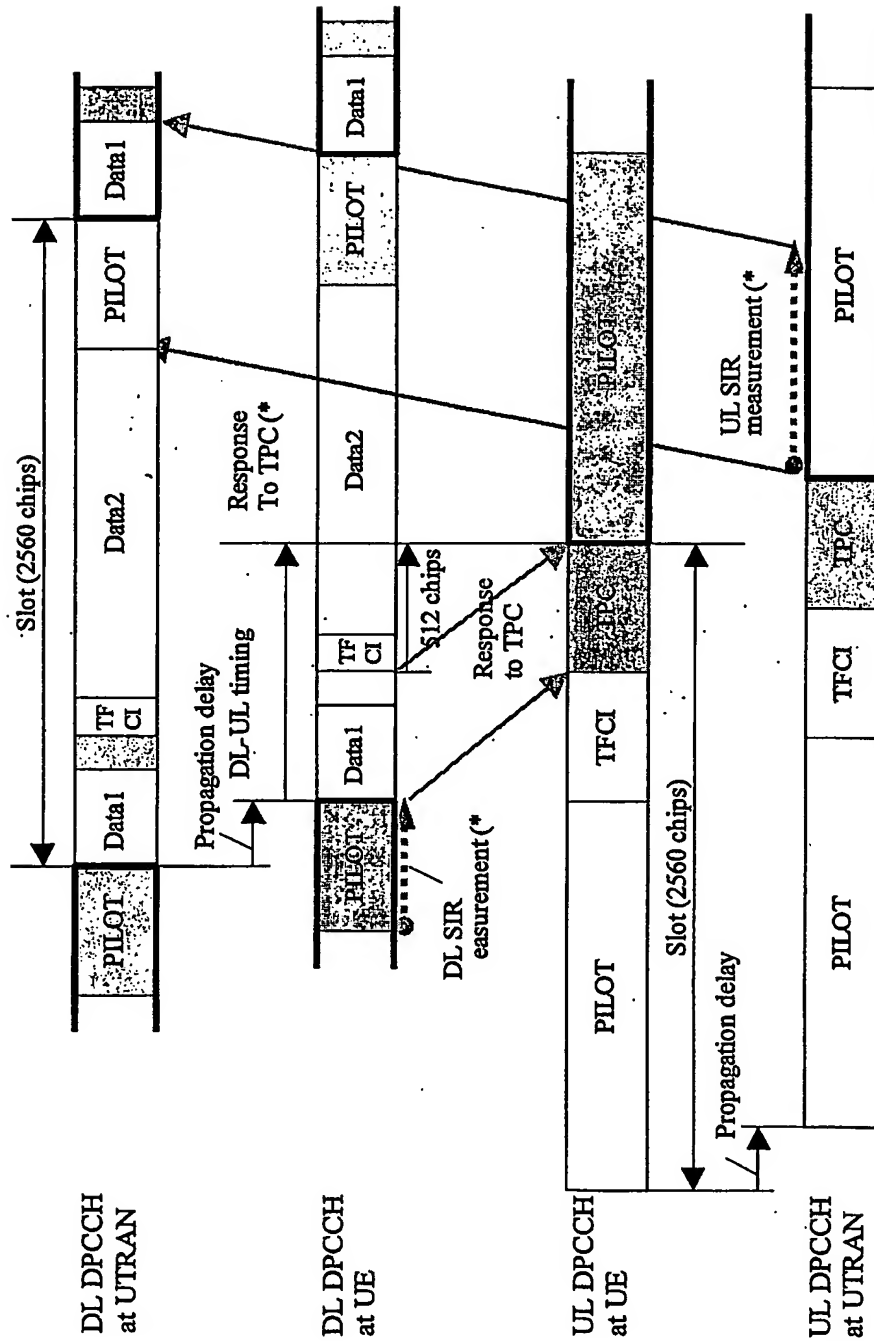 DL DPCCH
at UTRAN
Slot (2560 chips)
PILOT
Data1
TF
CI
Data2
PILOT
Data1
Propagation delay
DL-UL timing
Response
To TPC (*
DL DPCCH
at UE
PILOT
Data1
TF
CI
Data2
PILOT
Data1
512 chips
DL SIR
easurement (*
Response
to TPC
UL DPCCH
at UE
PILOT
TFCI
TPC
PILOT
Slot (2560 chips)
Propagation delay
UL SIR
measurement (*
UL DPCCH
at UTRAN
PILOT
TFCI
TPC
PILOT